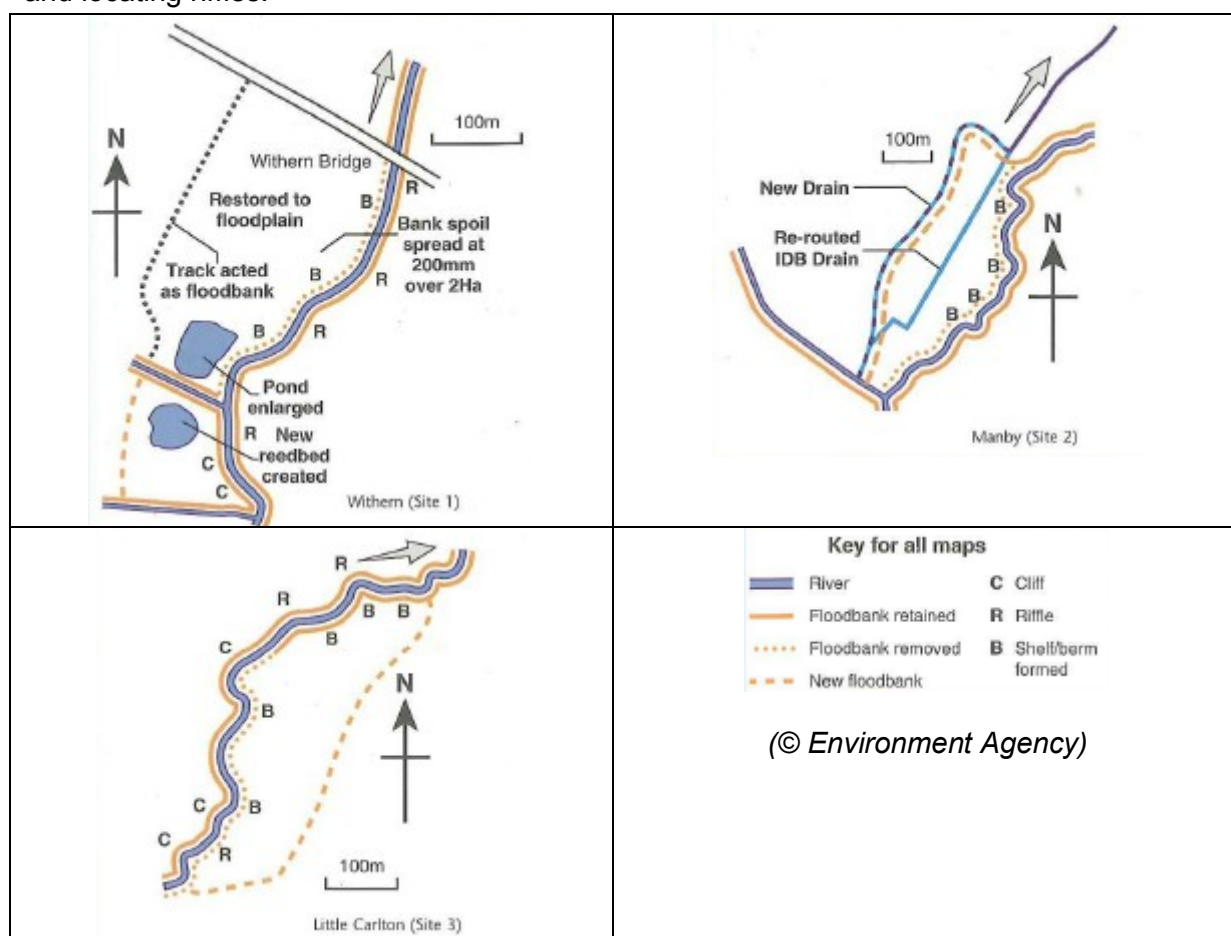 and locating riffles.
N
100m
Withern Bridge
R
B
Restored to
floodplain
Bank spoil
spread at
200mm
over 2Ha
B
R
Track acted
as floodbank
B
R
Pond
enlarged
R
New
reedbed
created
C
C
Withern (Site 1)
100m
New Drain
B
N
Re-routed
IDB Drain
B
B
B
Manby (Site 2)
R
R
B
B
B
C
N
B
C
B
C
R
100m
Little Carlton (Site 3)
Key for all maps
River
C Cliff
Floodbank retained
R Riffle
Floodbank removed
B Shelf/berm
formed
New floodbank
(© Environment Agency)